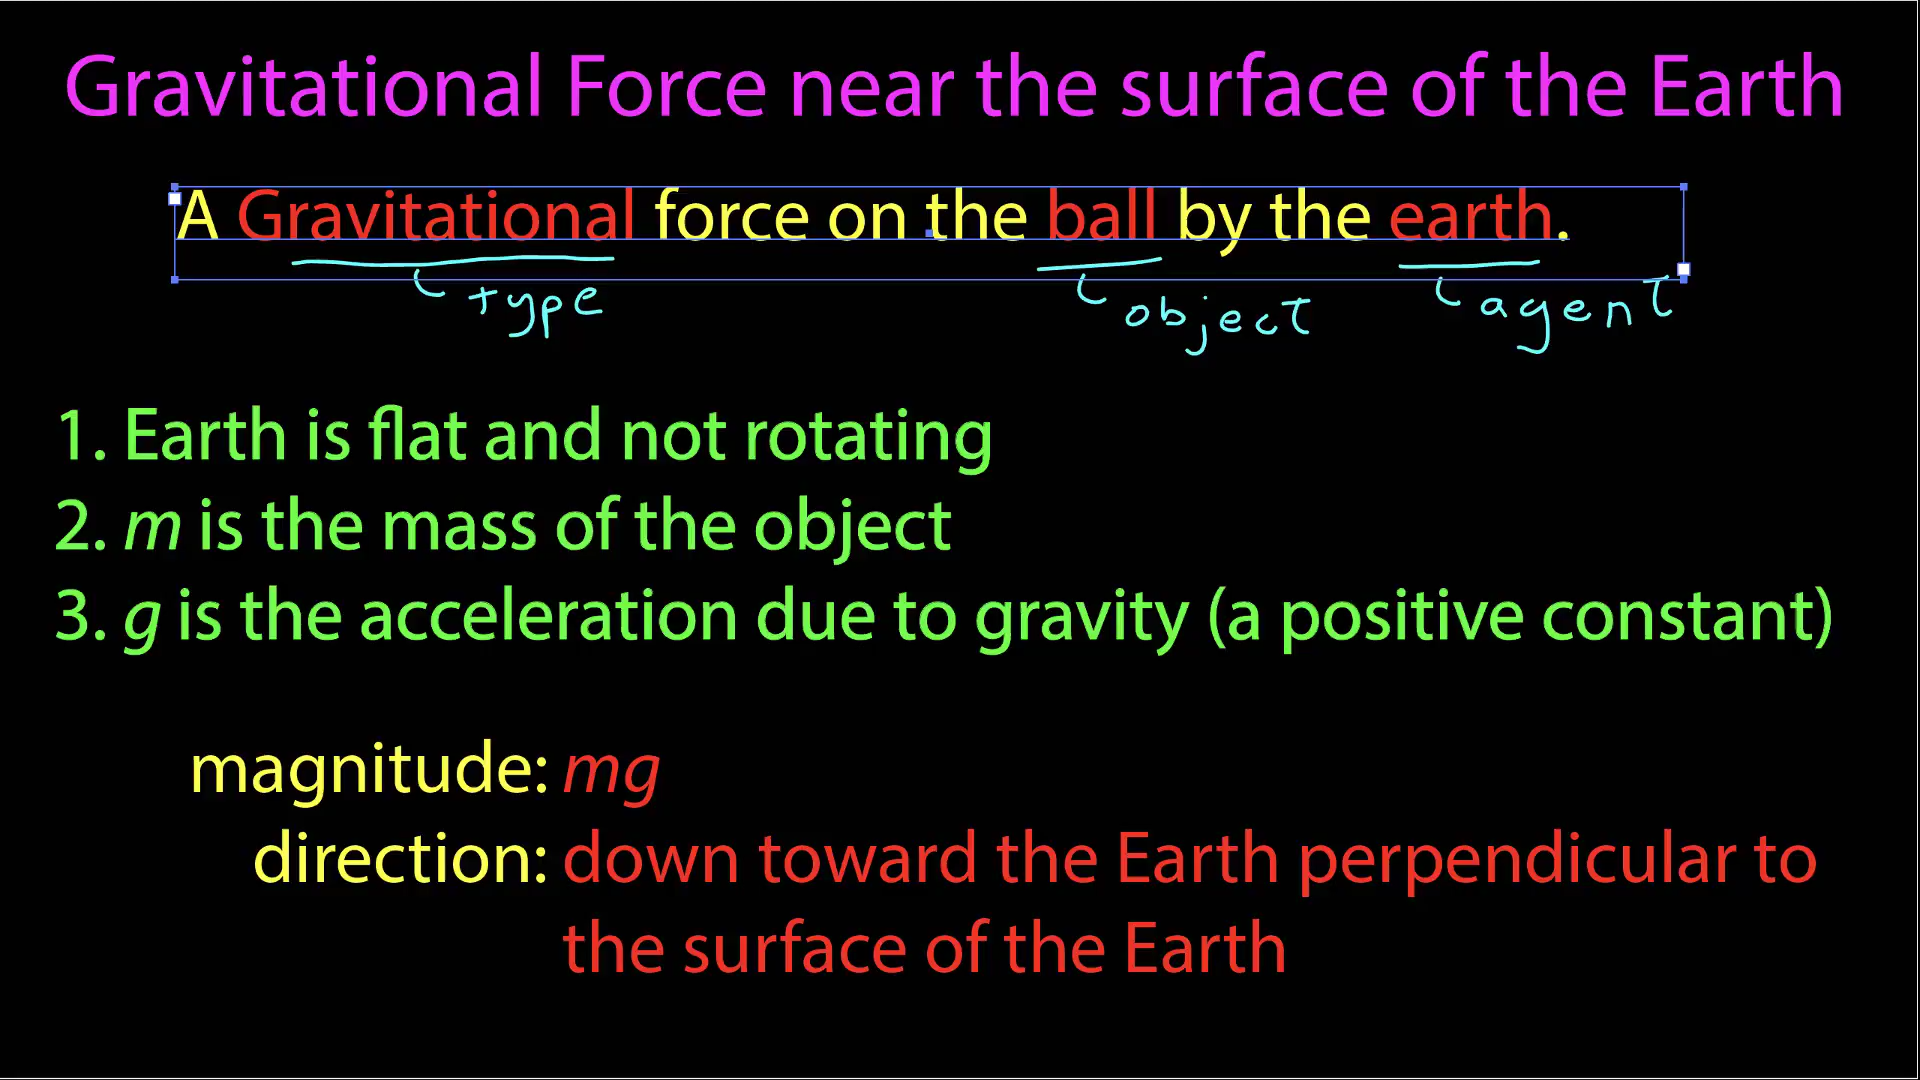 Gravitational Force near the surface of the Earth
A Gravitational force on the ball by the earth.
type object agent
1. Earth is flat and not rotating
2. m is the mass of the object
3. g is the acceleration due to gravity (a positive constant)
magnitude: mg
direction: down toward the Earth perpendicular to
the surface of the Earth